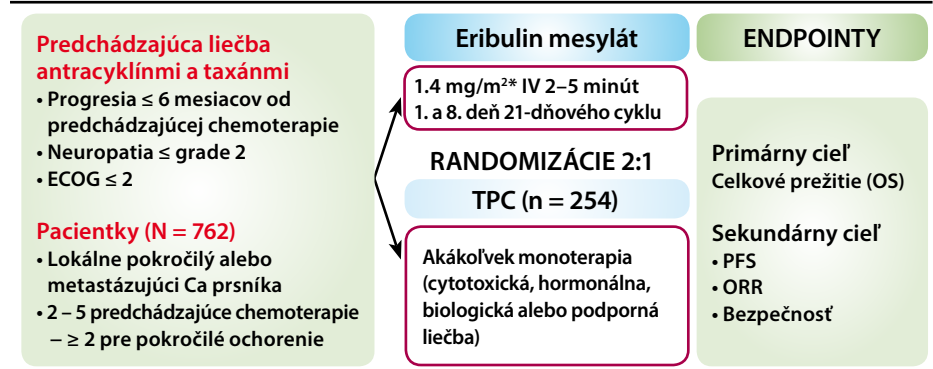 Predchádzajúca liečba
antracyklínmi a taxánmi
• Progresia ≤ 6 mesiacov od
predchádzajúcej chemoterapie
• Neuropatia ≤ grade 2
• ECOG ≤ 2
Pacientky (N = 762)
• Lokálne pokročilý alebo
metastázujúci Ca prsníka
• 2 – 5 predchádzajúce chemoterapie
– ≥ 2 pre pokročilé ochorenie
Eribulin mesylát
1.4 mg/m²* IV 2–5 minút
1. a 8. deň 21-dňového cyklu
RANDOMIZÁCIE 2:1
TPC (n = 254)
Akákoľvek monoterapia
(cytotoxická, hormonálna,
biologická alebo podporná
liečba)
ENDPOINTY
Primárny cieľ
Celkové prežitie (OS)
Sekundárny cieľ
• PFS
• ORR
• Bezpečnosť